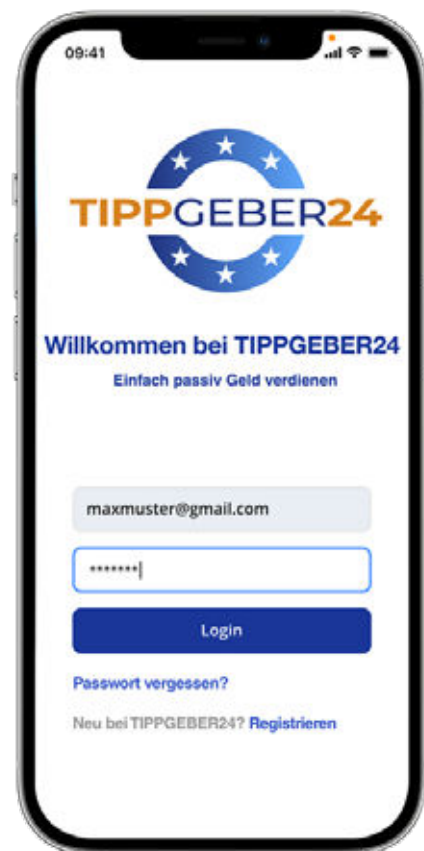 09:41
TIPPGEBER24
Willkommen bei TIPPGEBER24
Einfach passiv Geld verdienen
maxmuster@gmail.com
*******
Login
Passwort vergessen?
Neu bei TIPPGEBER24? Registrieren